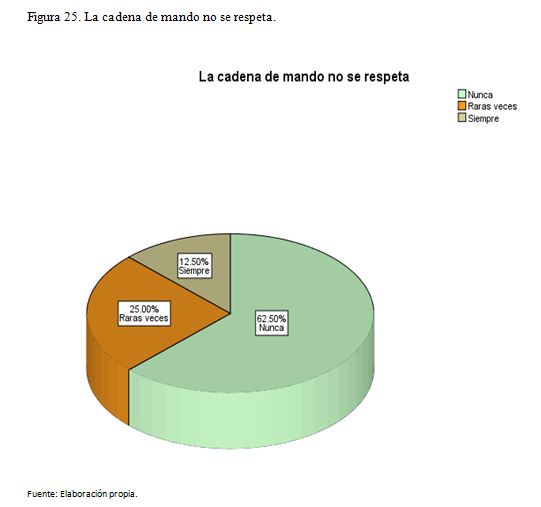 Figura 25. La cadena de mando no se respeta.
La cadena de mando no se respeta
Nunca
Raras veces
Siempre
12.50%
Siempre
25.00%
Raras veces
62.50%
Nunca
Fuente: Elaboración propia.